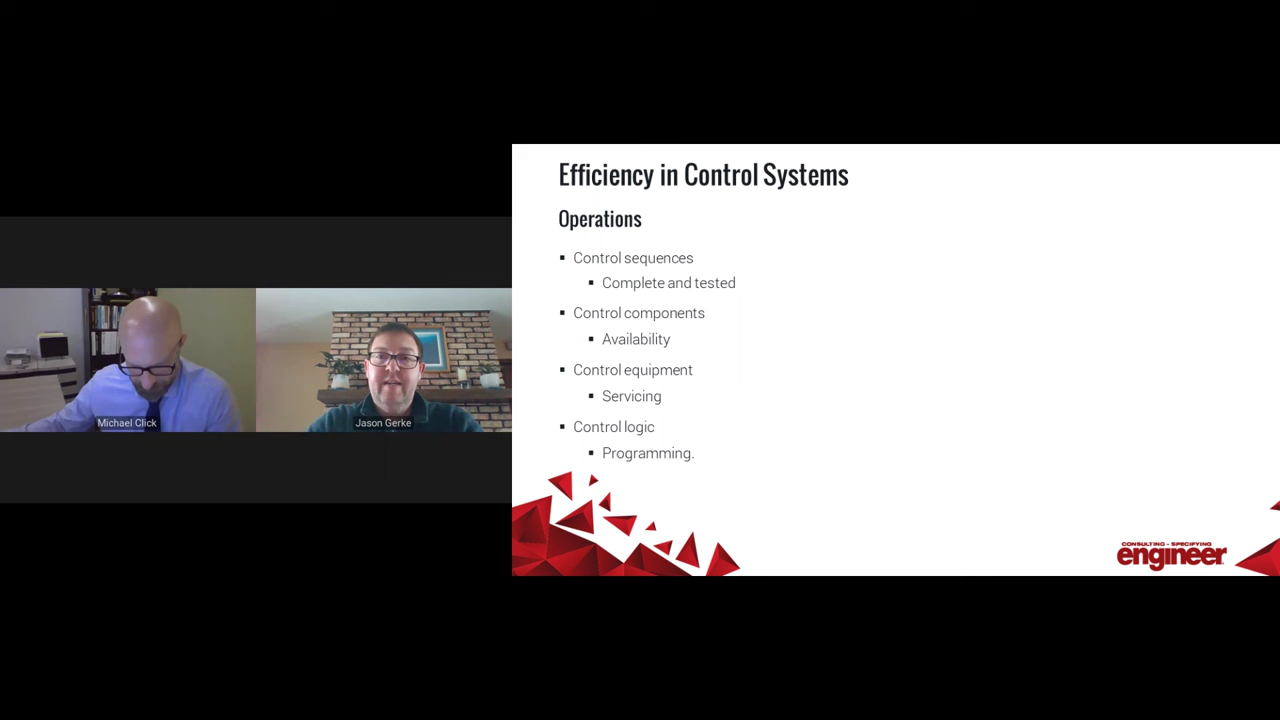 Efficiency in Control Systems
Operations
▪ Control sequences
▪ Complete and tested
▪ Control components
▪ Availability
▪ Control equipment
▪ Servicing
▪ Control logic
▪ Programming.
Michael Click
Jason Gerke
CONSULTING - SPECIFYING
engineer